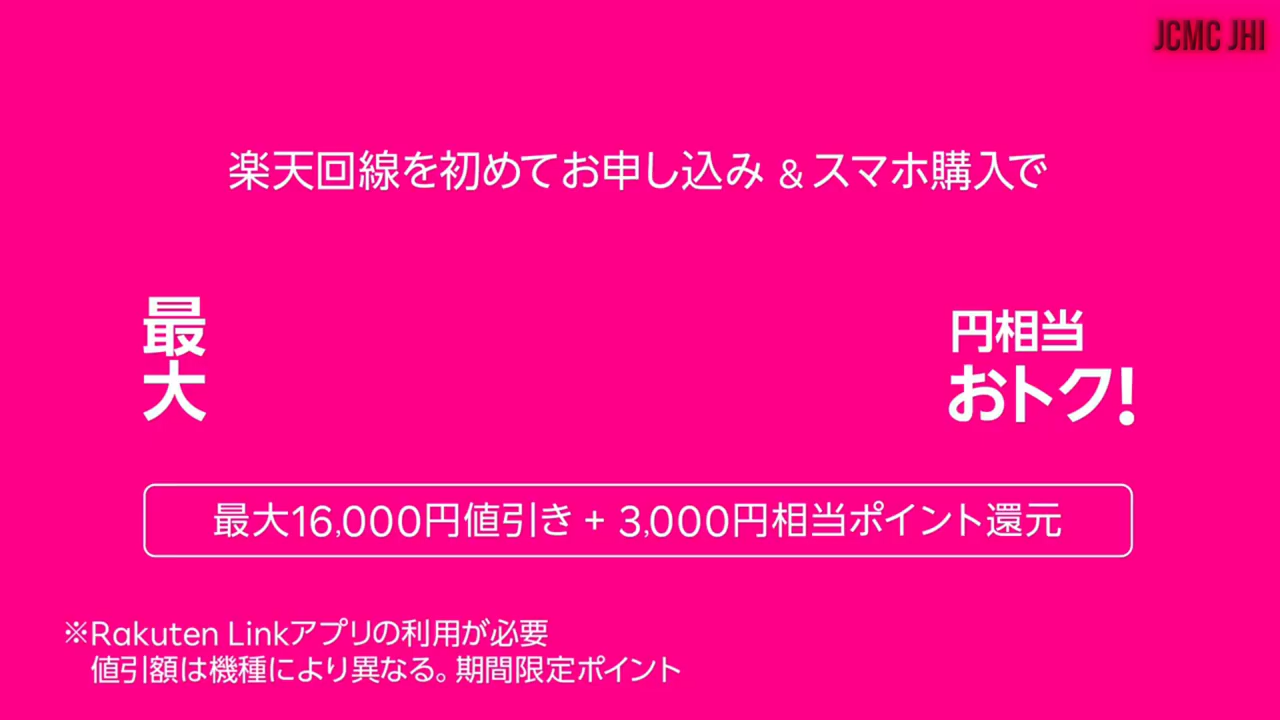 JCMC JHI
楽天回線を初めてお申し込み & スマホ購入で
最大
円相当
おトク!
最大16,000円値引き + 3,000円相当ポイント還元
※Rakuten Linkアプリの利用が必要
値引額は機種により異なる。期間限定ポイント